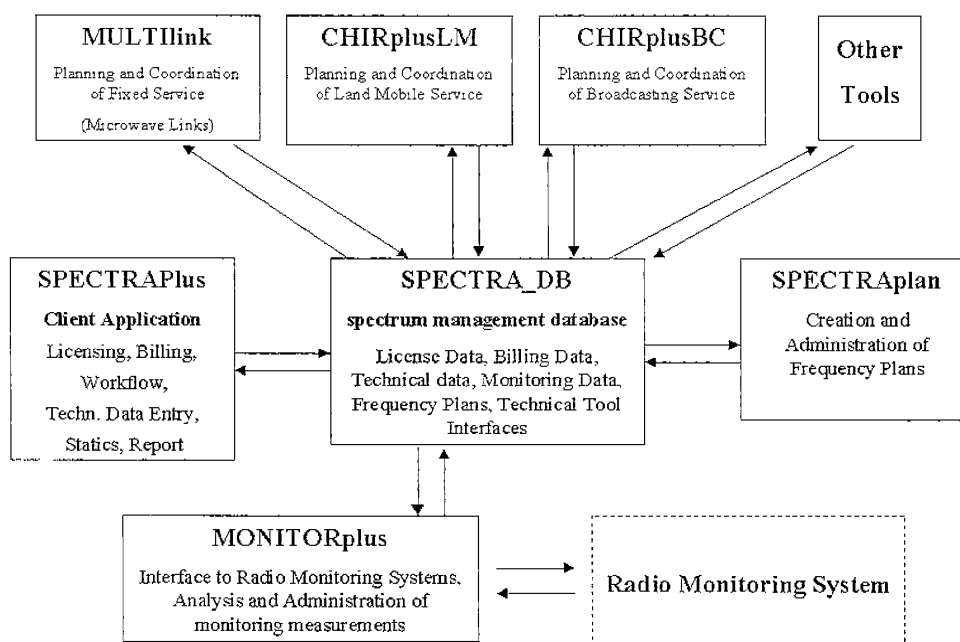 MULTIlink
Planning and Coordination
of Fixed Service
(Microwave Links)
CHIRplusLM
Planning and Coordination
of Land Mobile Service
CHIRplusBC
Planning and Coordination
of Broadcasting Service
Other
Tools
SPECTRAPlus
Client Application
Licensing, Billing,
Workflow,
Techn. Data Entry,
Statics, Report
SPECTRA_DB
spectrum management database
License Data, Billing Data,
Technical data, Monitoring Data,
Frequency Plans, Technical Tool
Interfaces
SPECTRAplan
Creation and
Administration of
Frequency Plans
MONITORplus
Interface to Radio Monitoring Systems,
Analysis and Administration of
monitoring measurements
Radio Monitoring System